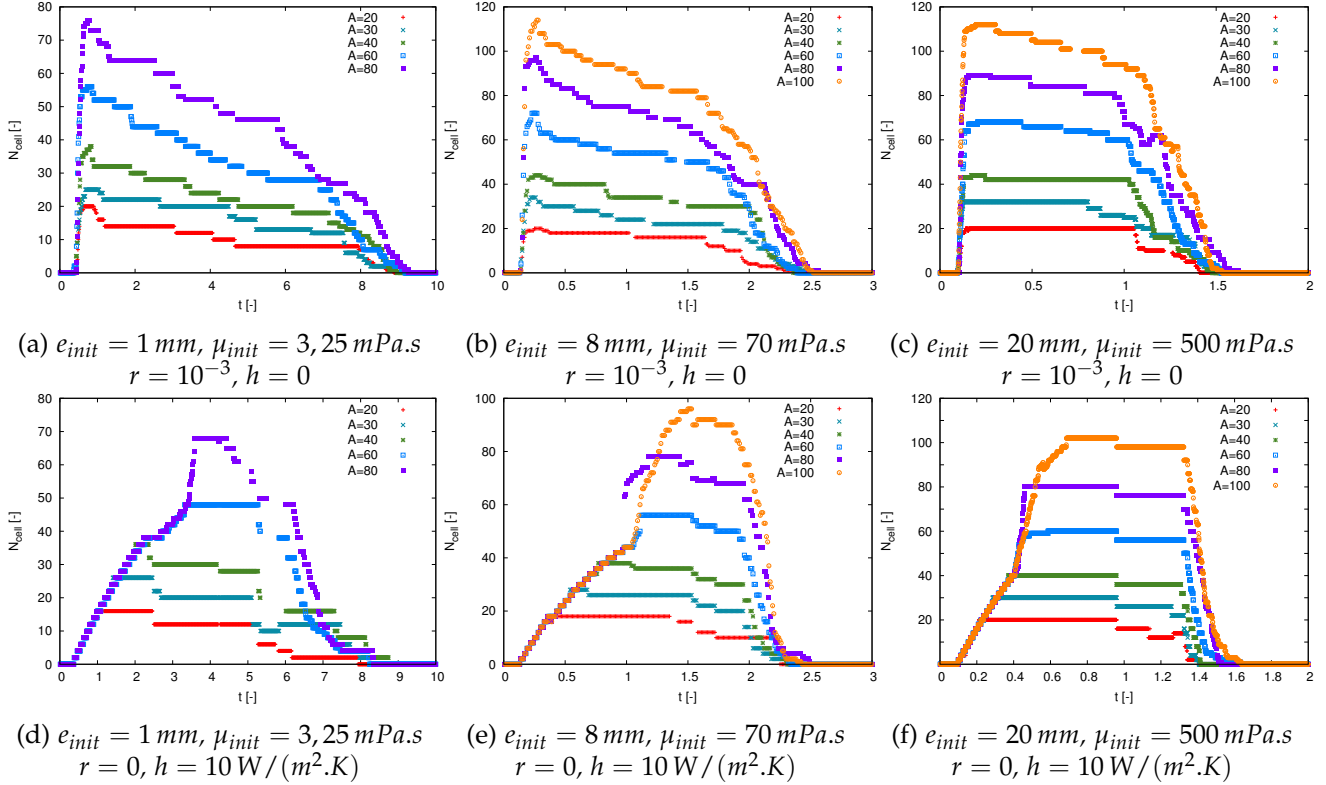 80
70
60
50
40
30
20
10
0
N_cell [-]
0 2 4 6 8 10
t [-]
A=20
A=30
A=40
A=60
A=80
120
100
80
60
40
20
0
N_cell [-]
0 0.5 1 1.5 2 2.5 3
t [-]
A=20
A=30
A=40
A=60
A=80
A=100
120
100
80
60
40
20
0
N_cell [-]
0 0.5 1 1.5 2
t [-]
A=20
A=30
A=40
A=60
A=80
A=100
(a) e_init = 1 mm, μ_init = 3,25 mPa.s
r = 10^−3, h = 0
(b) e_init = 8 mm, μ_init = 70 mPa.s
r = 10^−3, h = 0
(c) e_init = 20 mm, μ_init = 500 mPa.s
r = 10^−3, h = 0
80
70
60
50
40
30
20
10
0
N_cell [-]
0 1 2 3 4 5 6 7 8 9 10
t [-]
A=20
A=30
A=40
A=60
A=80
100
80
60
40
20
0
N_cell [-]
0 0.5 1 1.5 2 2.5 3
t [-]
A=20
A=30
A=40
A=60
A=80
A=100
120
100
80
60
40
20
0
N_cell [-]
0 0.2 0.4 0.6 0.8 1 1.2 1.4 1.6 1.8 2
t [-]
A=20
A=30
A=40
A=60
A=80
A=100
(d) e_init = 1 mm, μ_init = 3,25 mPa.s
r = 0, h = 10 W/(m².K)
(e) e_init = 8 mm, μ_init = 70 mPa.s
r = 0, h = 10 W/(m².K)
(f) e_init = 20 mm, μ_init = 500 mPa.s
r = 0, h = 10 W/(m².K)